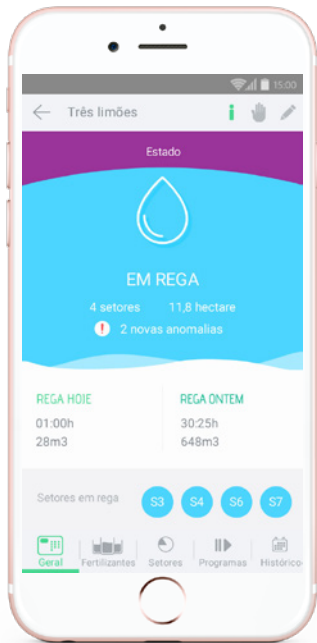 15:00
Três limões
Estado
EM REGA
4 setores 11,8 hectare
! 2 novas anomalias
REGA HOJE REGA ONTEM
01:00h 30:25h
28m3 648m3
Setores em rega S3 S4 S6 S7
Geral Fertilizantes Setores Programas Histórico